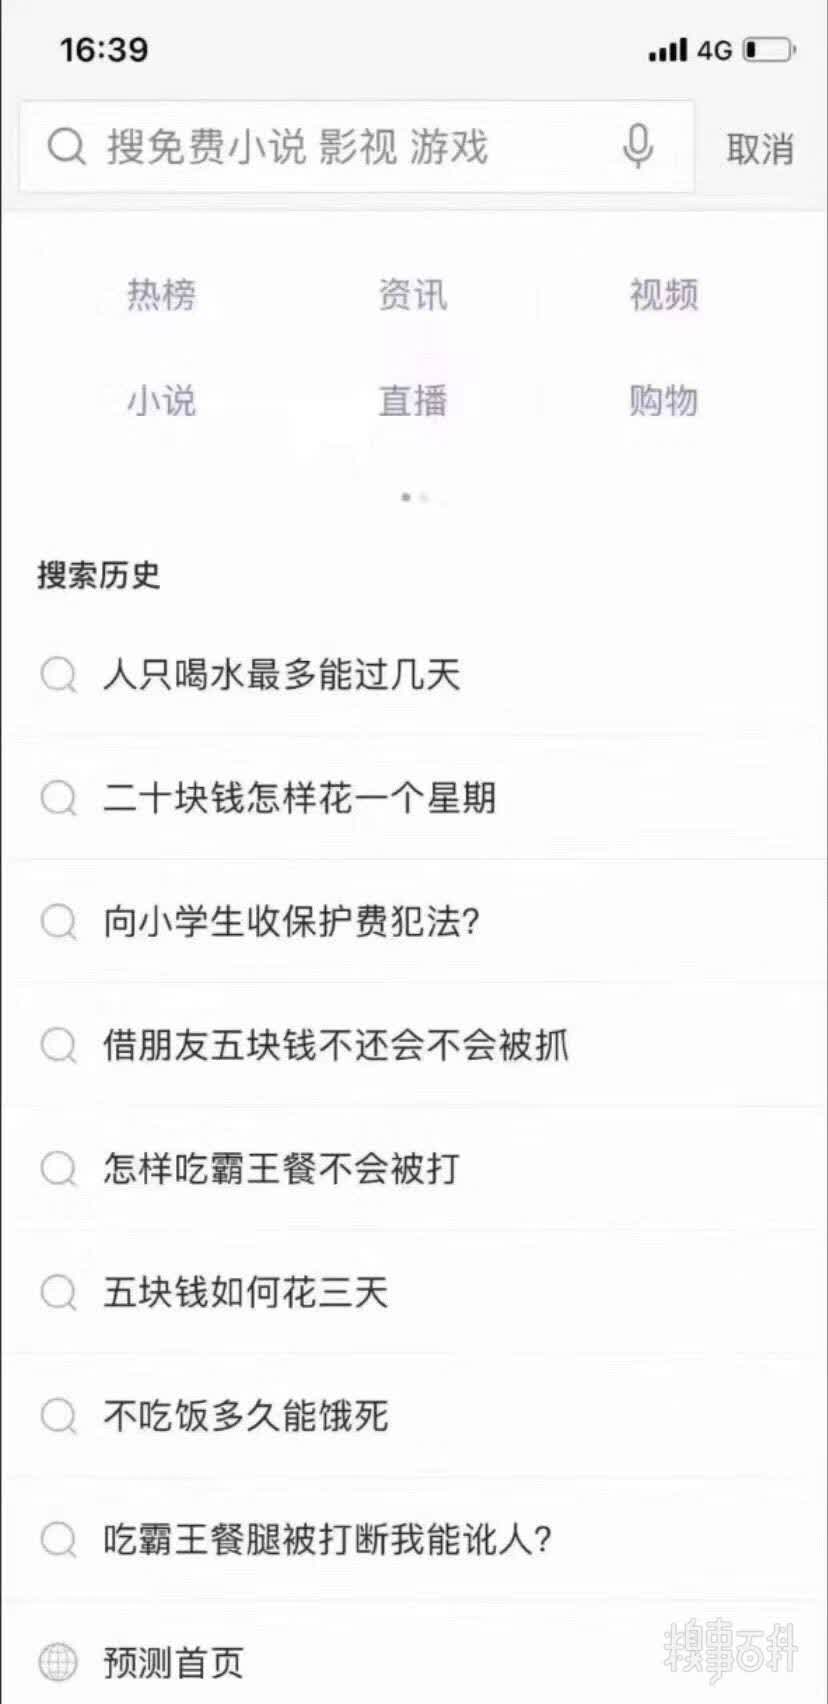 16:39 4G
搜免费小说 影视 游戏 取消
热榜 资讯 视频
小说 直播 购物
搜索历史
人只喝水最多能过几天
二十块钱怎样花一个星期
向小学生收保护费犯法?
借朋友五块钱不还会不会被抓
怎样吃霸王餐不会被打
五块钱如何花三天
不吃饭多久能饿死
吃霸王餐腿被打断我能讹人?
预测首页
糗事百科